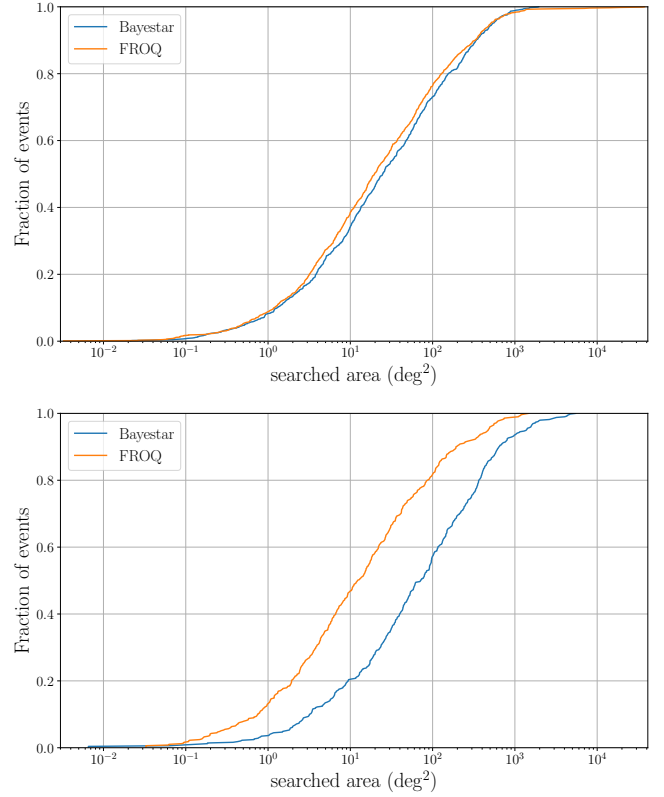 1.0
0.8
0.6
0.4
0.2
0.0
Fraction of events
Bayestar
FROQ
10⁻² 10⁻¹ 10⁰ 10¹ 10² 10³ 10⁴
searched area (deg²)
1.0
0.8
0.6
0.4
0.2
0.0
Fraction of events
Bayestar
FROQ
10⁻² 10⁻¹ 10⁰ 10¹ 10² 10³ 10⁴
searched area (deg²)